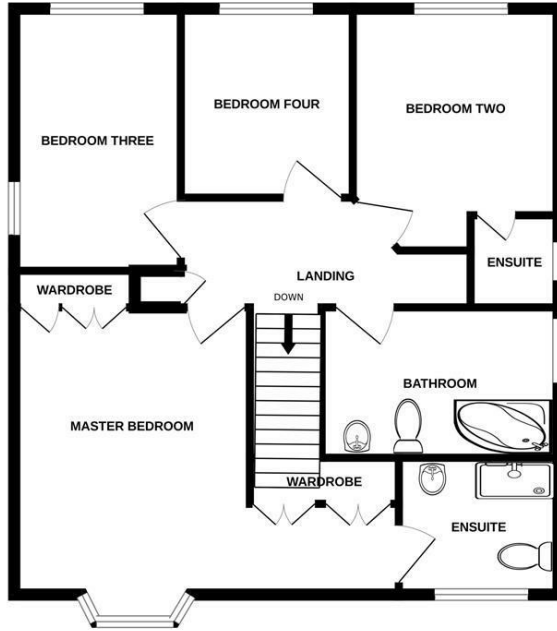 BEDROOM FOUR
BEDROOM TWO
BEDROOM THREE
ENSUITE
LANDING
WARDROBE
DOWN
BATHROOM
MASTER BEDROOM
WARDROBE
ENSUITE